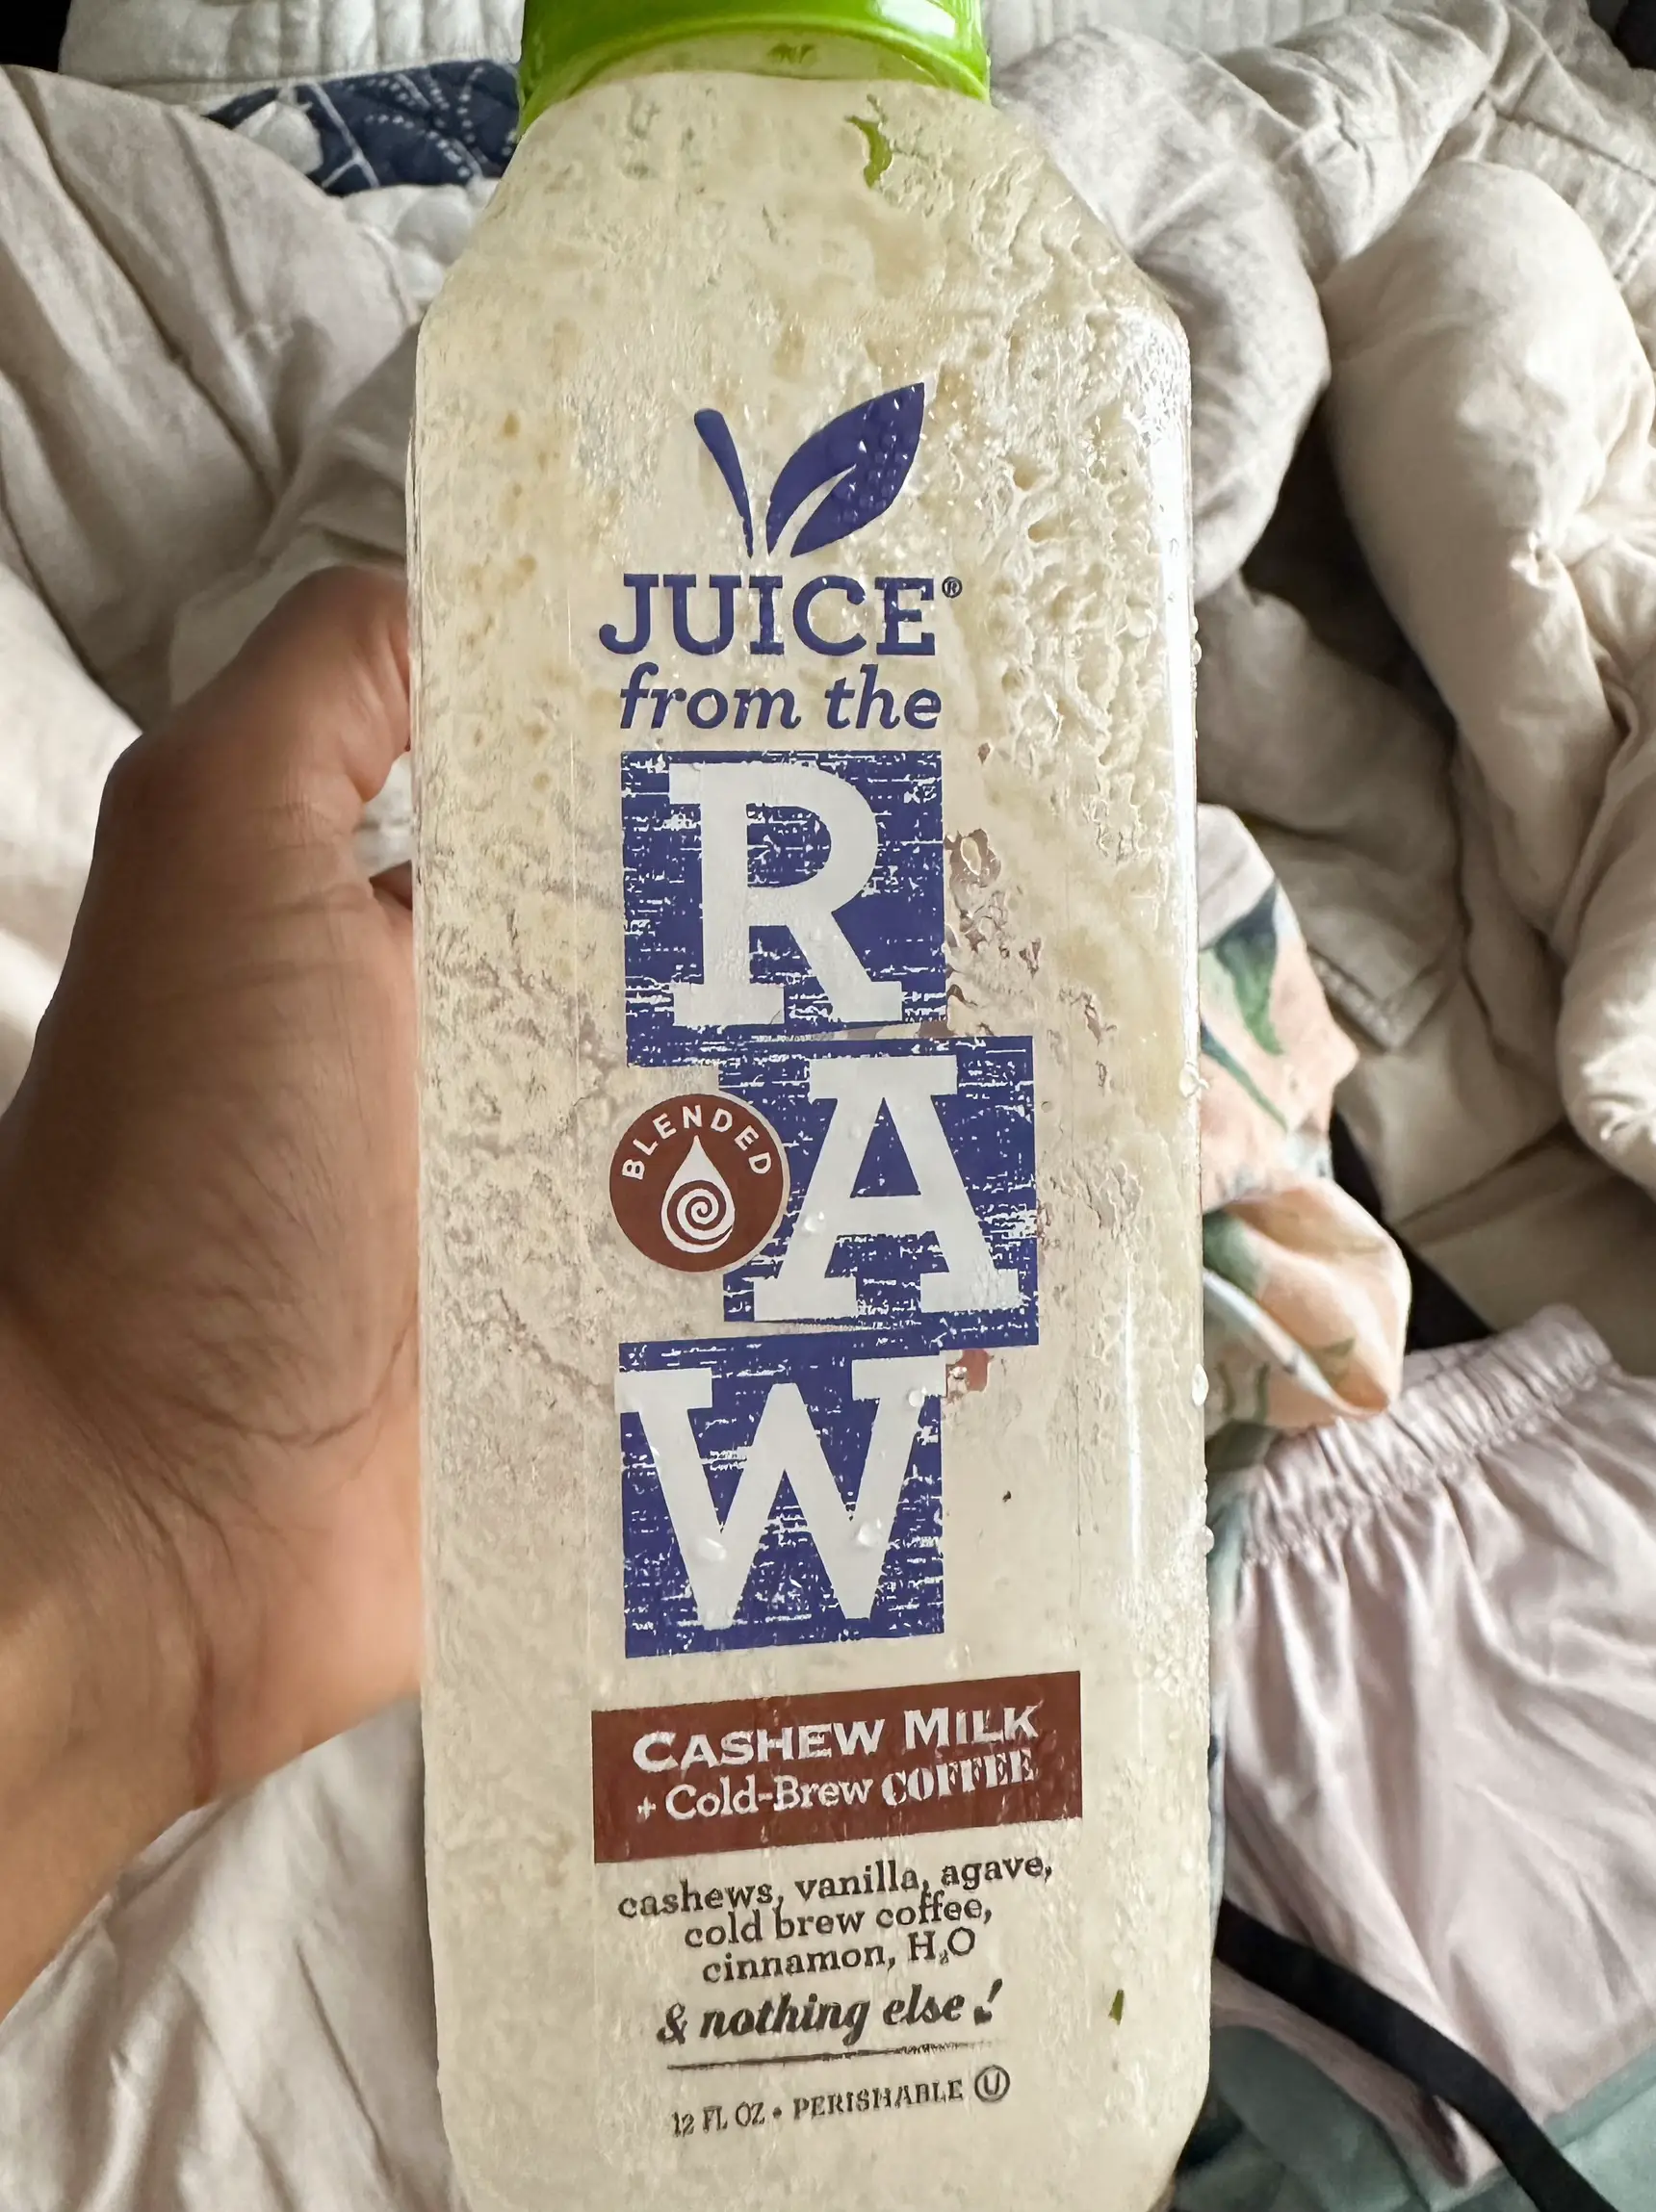 JUICE®
from the
R
A
BLENDED
W
CASHEW MILK
+ Cold-Brew COFFEE
cashews, vanilla, agave,
cold brew coffee,
cinnamon, H₂O
& nothing else!
12 FL OZ • PERISHABLE Ⓤ